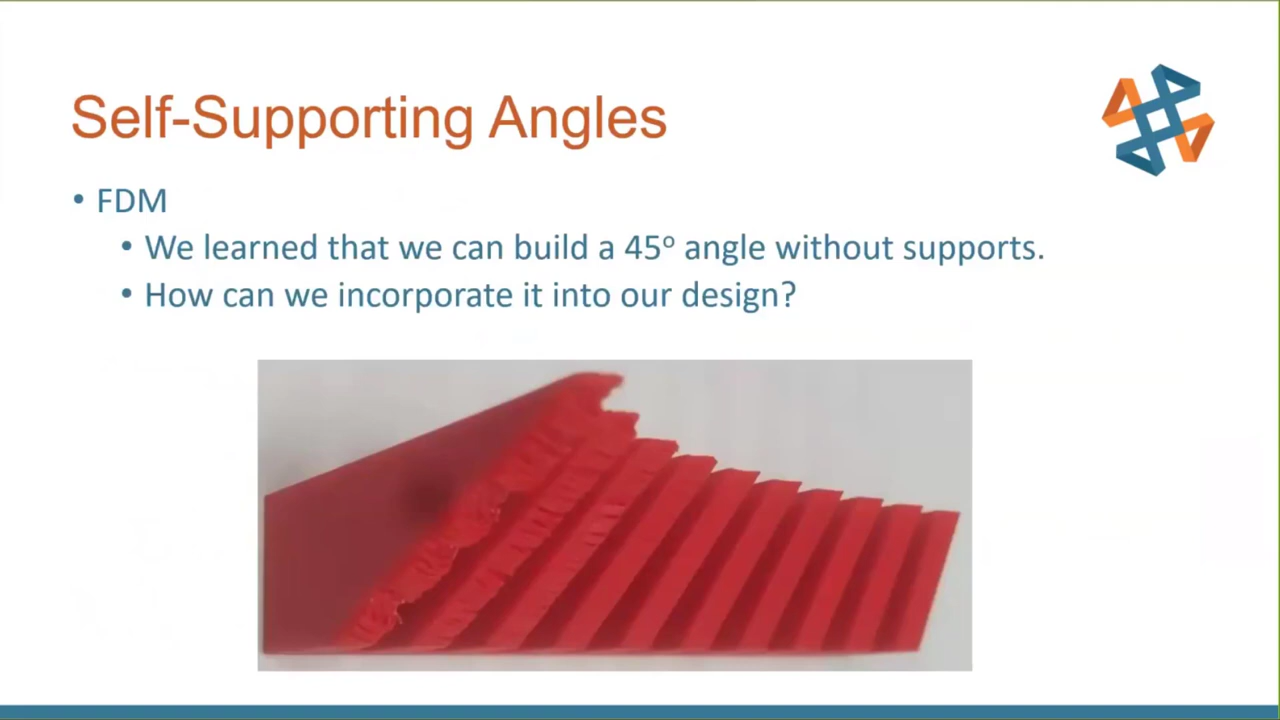 Self-Supporting Angles
• FDM
• We learned that we can build a 45º angle without supports.
• How can we incorporate it into our design?